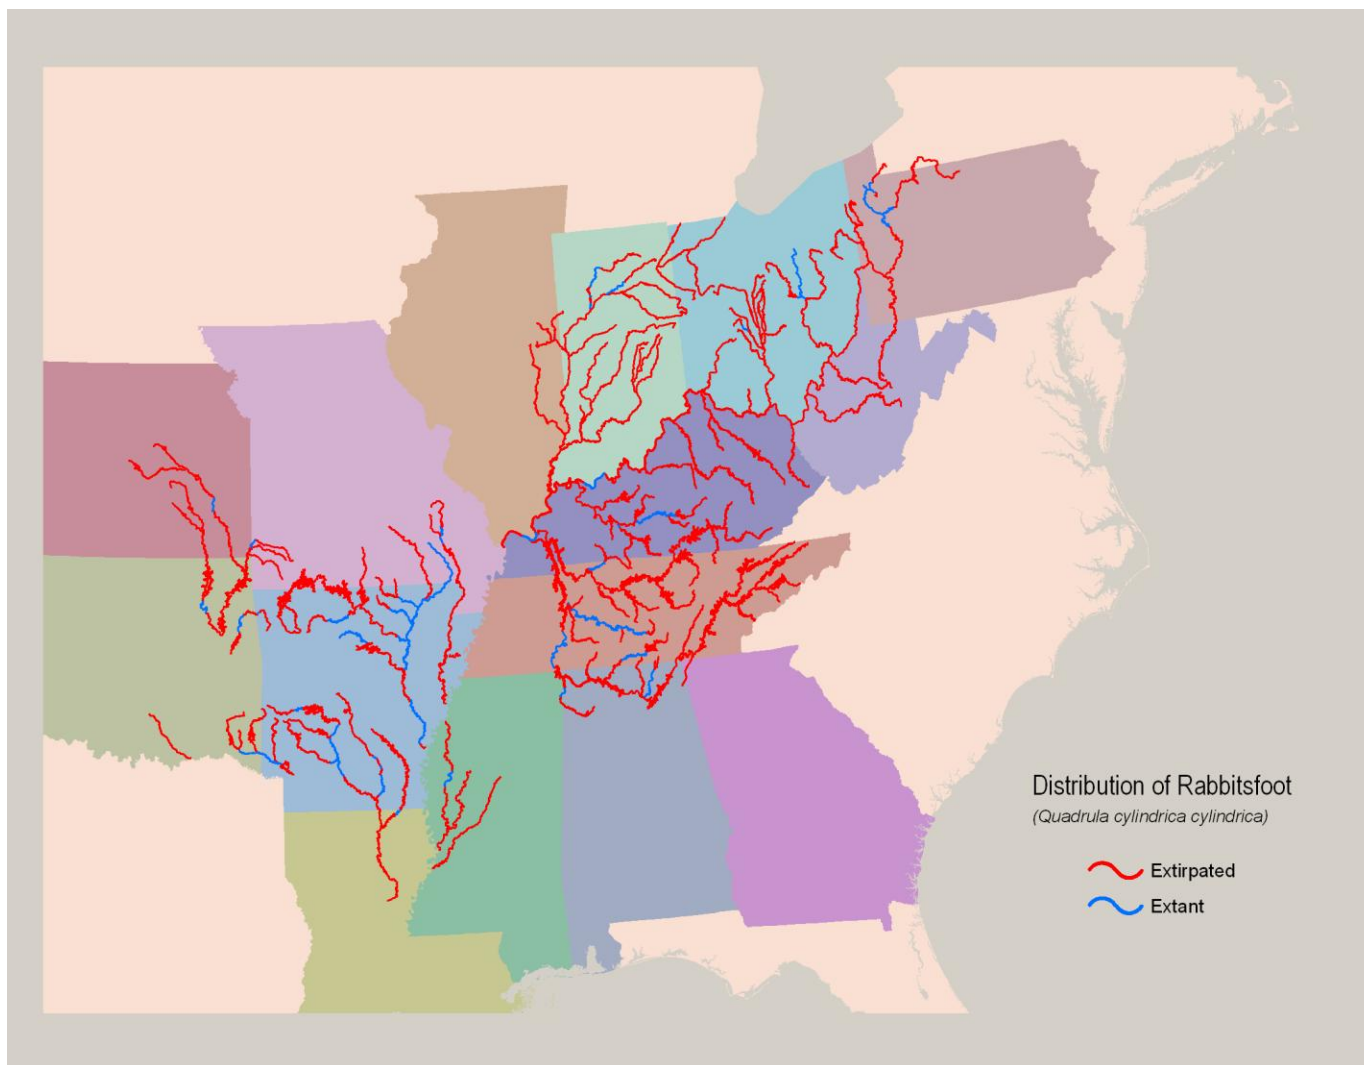 Distribution of Rabbitsfoot
(Quadrula cylindrica cylindrica)
Extirpated
Extant